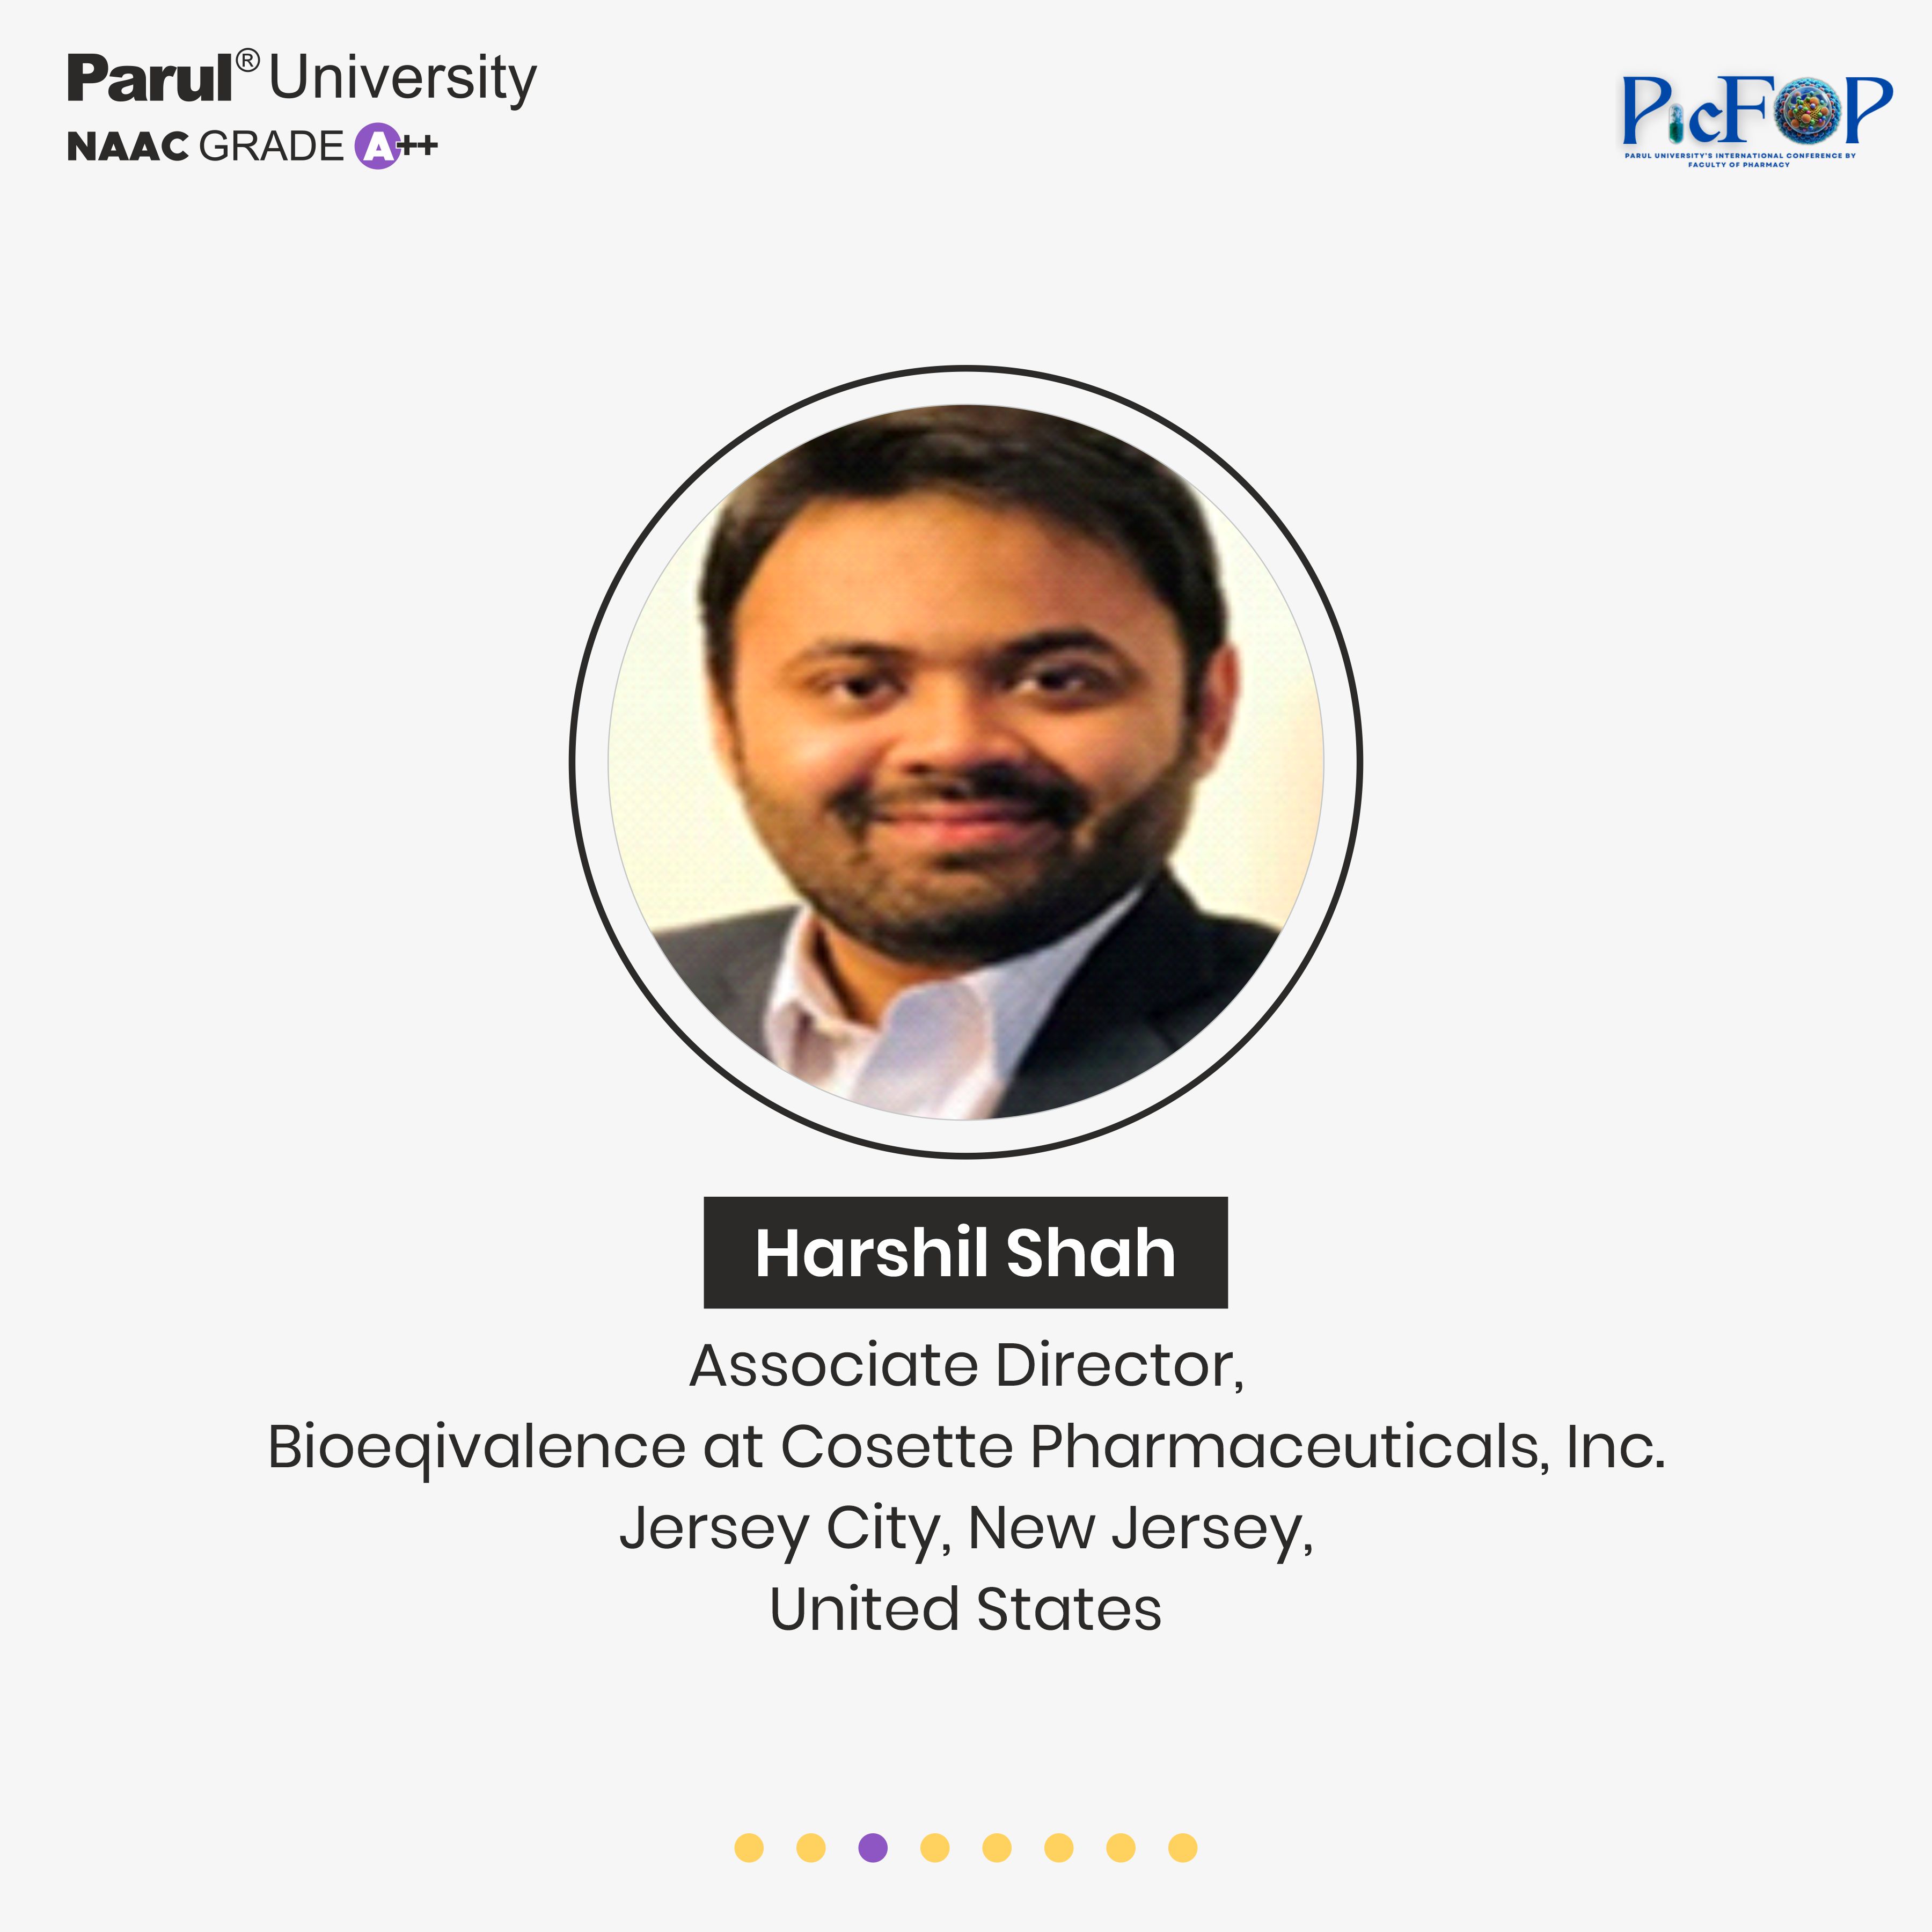 Parul® University
NAAC GRADE A++
PicFOP
PARUL UNIVERSITY'S INTERNATIONAL CONFERENCE BY
FACULTY OF PHARMACY
Harshil Shah
Associate Director,
Bioeqivalence at Cosette Pharmaceuticals, Inc.
Jersey City, New Jersey,
United States